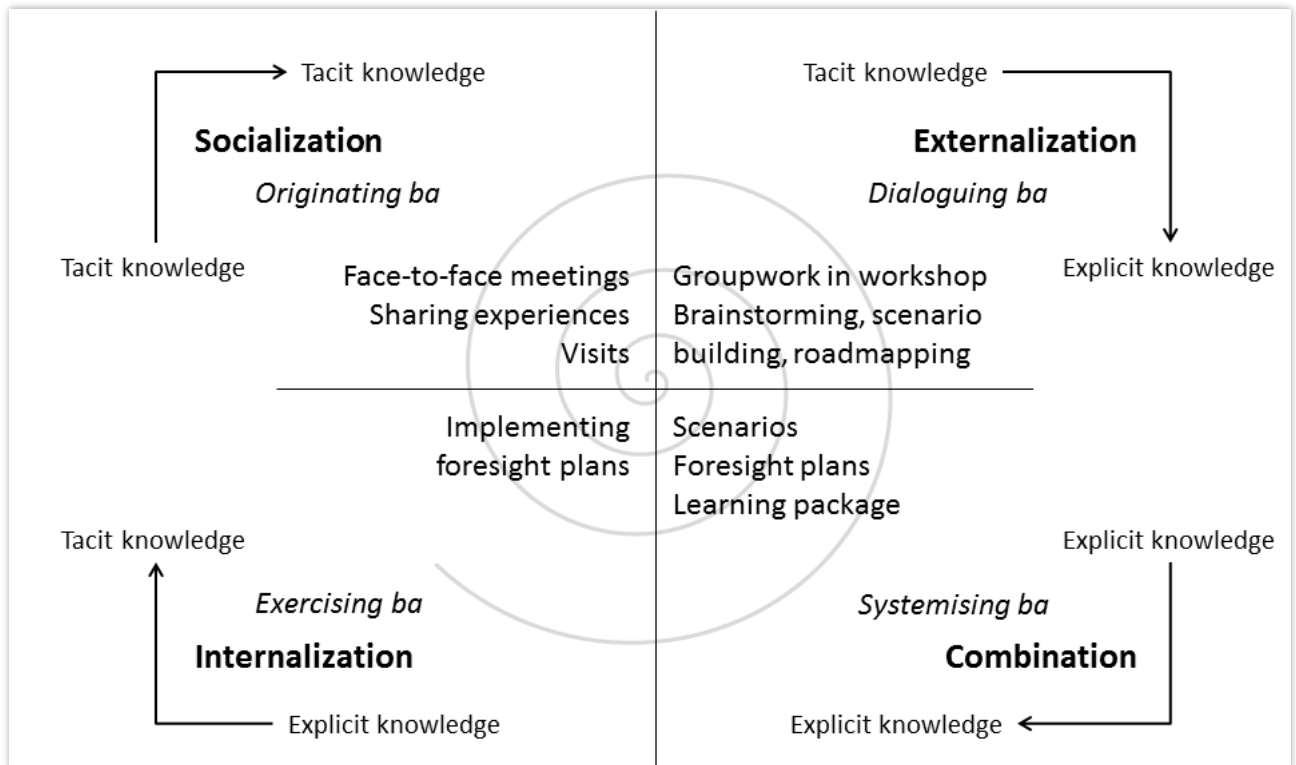 Tacit knowledge
Socialization
Originating ba
Tacit knowledge
Face-to-face meetings
Sharing experiences
Visits
Tacit knowledge
Externalization
Dialoguing ba
Explicit knowledge
Groupwork in workshop
Brainstorming, scenario
building, roadmapping
Implementing
foresight plans
Tacit knowledge
Exercising ba
Internalization
Explicit knowledge
Scenarios
Foresight plans
Learning package
Explicit knowledge
Systemising ba
Combination
Explicit knowledge